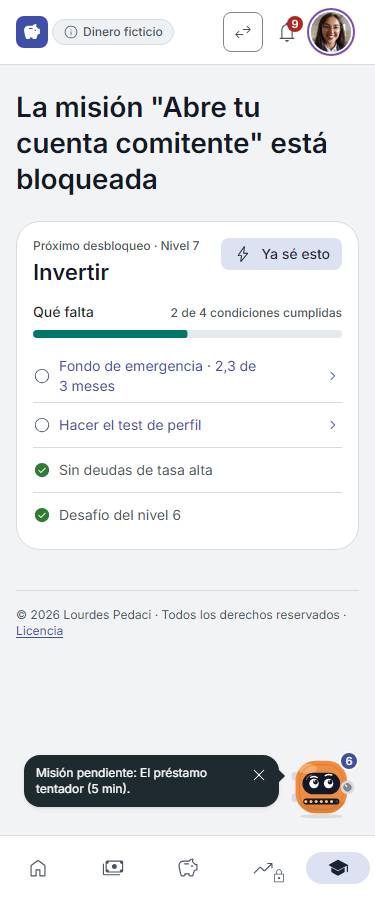 Dinero ficticio
9
La misión "Abre tu
cuenta comitente" está
bloqueada
Próximo desbloqueo · Nivel 7
Ya sé esto
Invertir
Qué falta
2 de 4 condiciones cumplidas
Fondo de emergencia · 2,3 de
3 meses
Hacer el test de perfil
Sin deudas de tasa alta
Desafío del nivel 6
© 2026 Lourdes Pedaci · Todos los derechos reservados ·
Licencia
Misión pendiente: El préstamo
tentador (5 min).
6